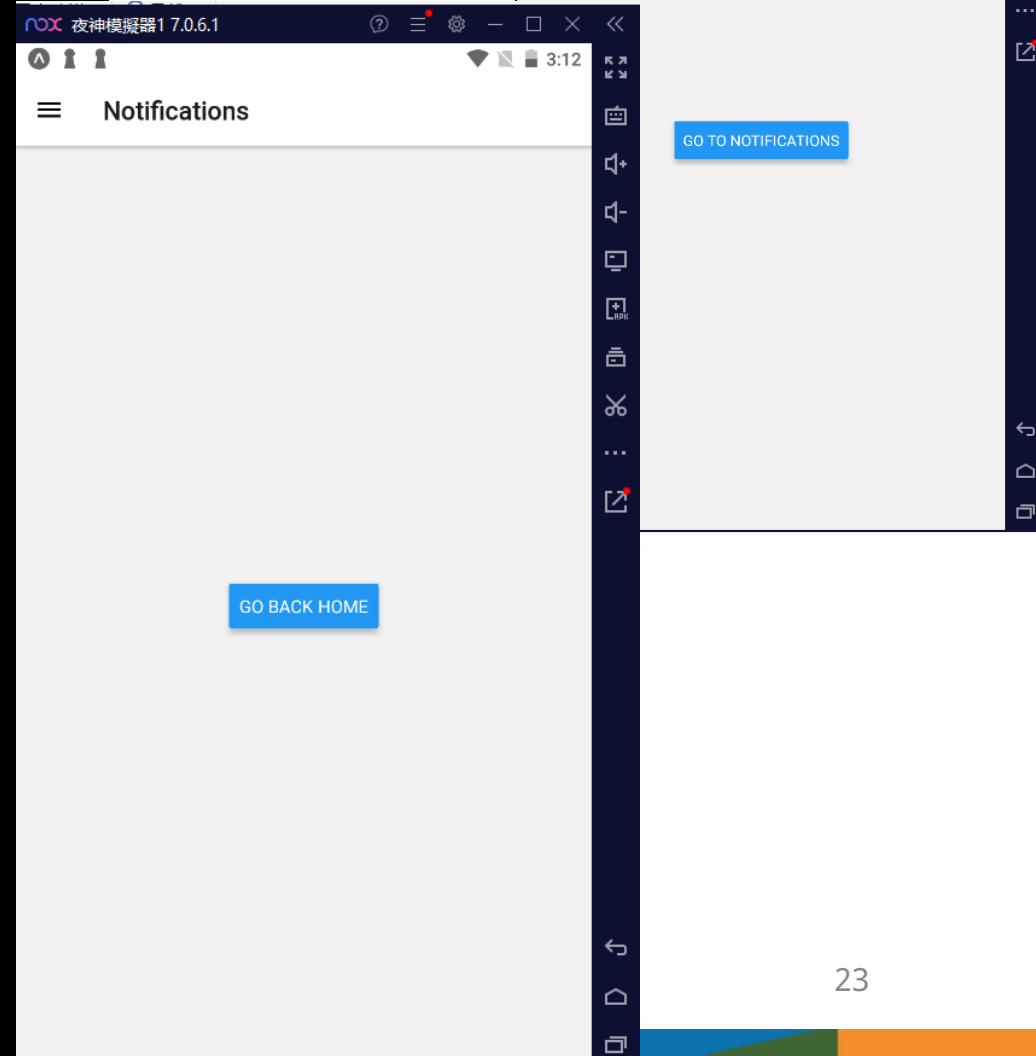 nox 夜神模擬器1 7.0.6.1
3:12
Notifications
GO BACK HOME
APK
GO TO NOTIFICATIONS
23